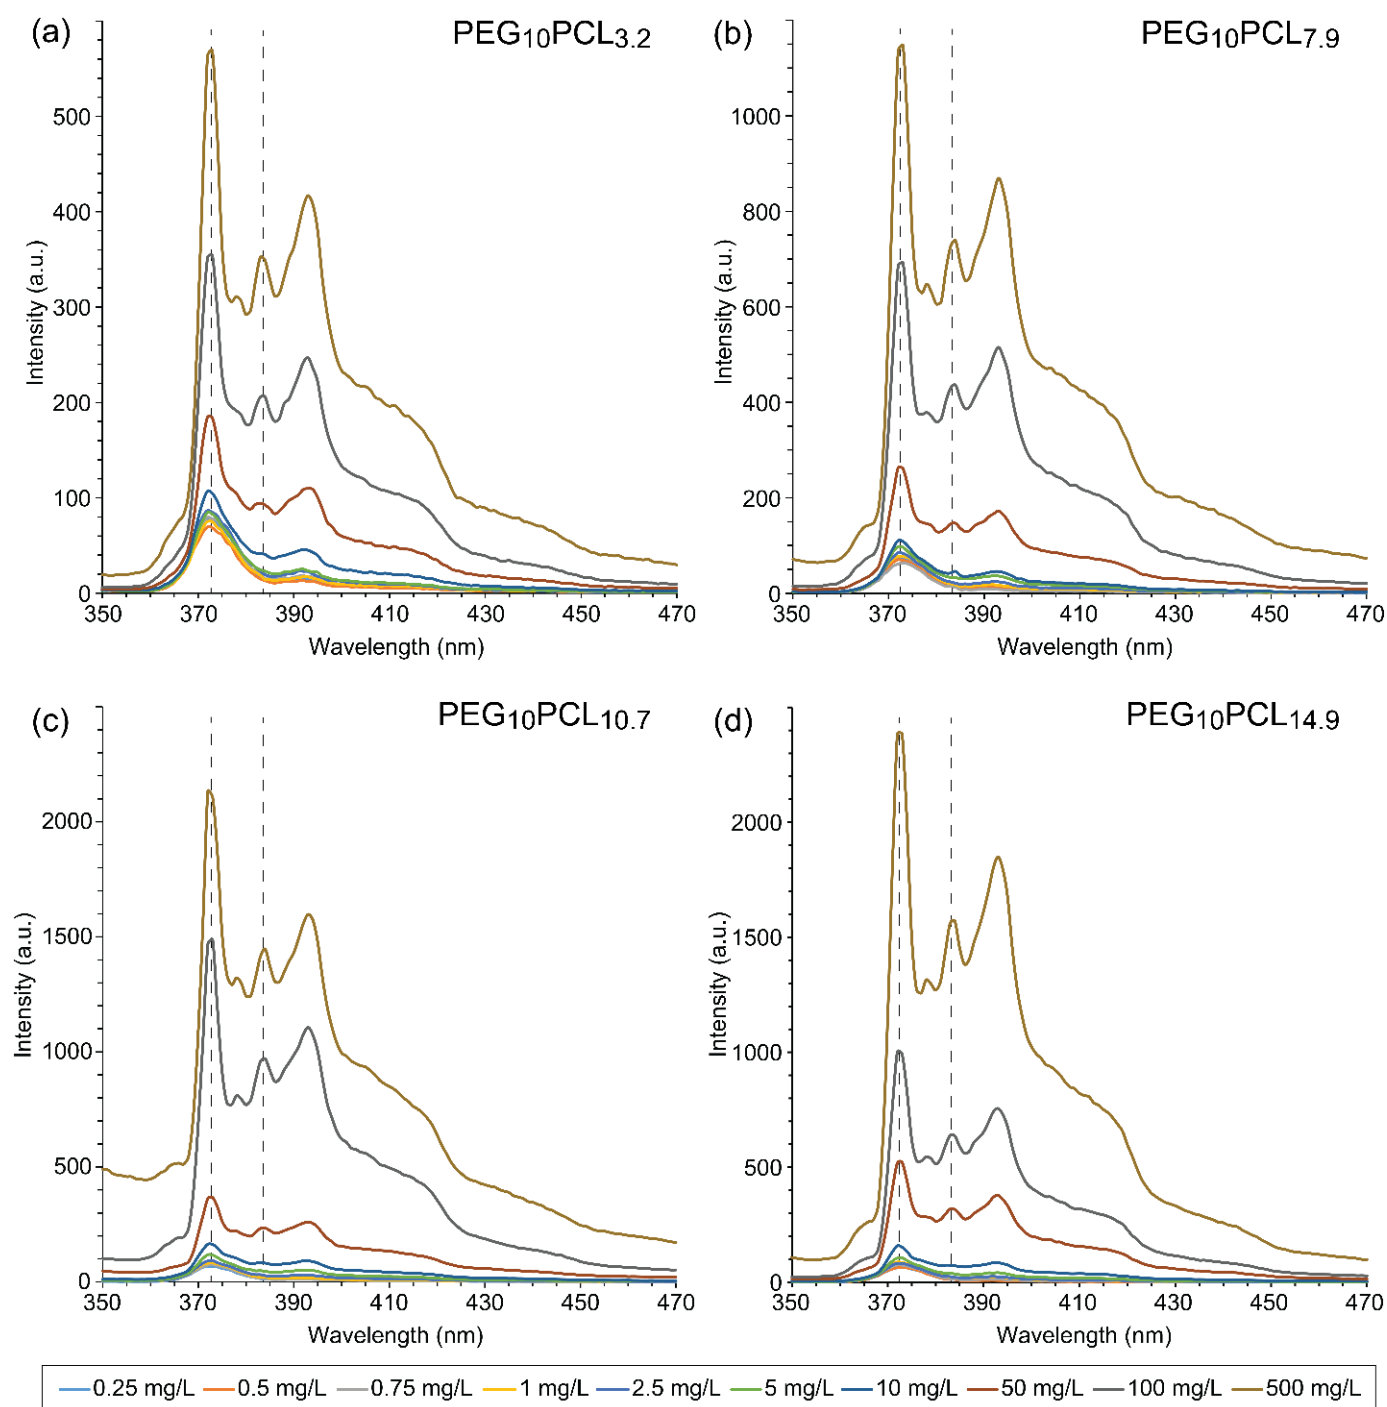 (a) PEG10PCL3.2
500
400
300
200
100
0
Intensity (a.u.)
350 370 390 410 430 450 470
Wavelength (nm)
(b) PEG10PCL7.9
1000
800
600
400
200
0
Intensity (a.u.)
350 370 390 410 430 450 470
Wavelength (nm)
(c) PEG10PCL10.7
2000
1500
1000
500
0
Intensity (a.u.)
350 370 390 410 430 450 470
Wavelength (nm)
(d) PEG10PCL14.9
2000
1500
1000
500
0
Intensity (a.u.)
350 370 390 410 430 450 470
Wavelength (nm)
0.25 mg/L 0.5 mg/L 0.75 mg/L 1 mg/L 2.5 mg/L 5 mg/L 10 mg/L 50 mg/L 100 mg/L 500 mg/L